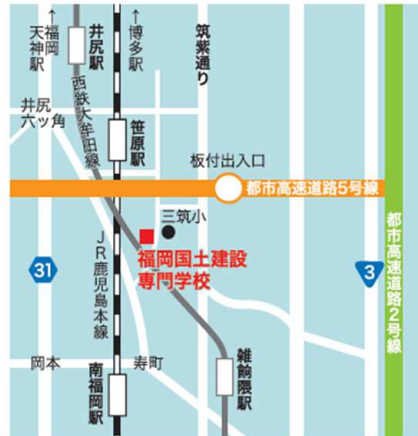 ↑福岡
天神駅
井尻駅
↑博多駅
筑紫通り
井尻
六ッ角
西鉄大牟田線
笹原駅
板付出入口
都市高速道路5号線
三筑小
福岡国土建設
専門学校
31
JR鹿児島本線
3
都市高速道路2号線
岡本
寿町
南福岡駅
雑餉隈駅